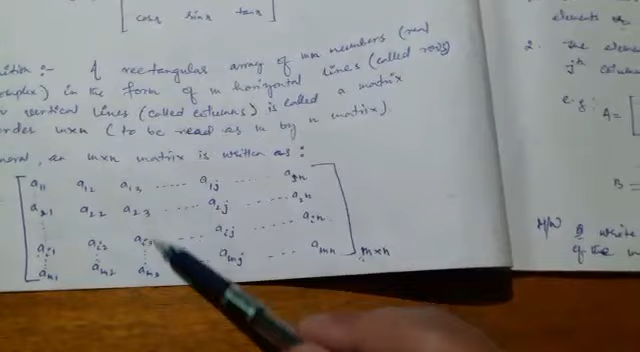 cosx sinx tanx
:- A rectangular array of mn numbers (real
complex) in the form of m horizontal lines (called rows)
vertical lines (called columns) is called a matrix
order mxn (to be read as m by n matrix).
an mxn matrix is written as:
a11 a12 a13 ..... a1j ..... a1n
a21 a22 a23 ..... a2j ..... a2n
ai1 ai2 ai3 ..... aij ..... ain
am1 am2 am3 amj .... amn mxn
elements
2. The
jth
e.g: A= [
B =
H/W write
of the